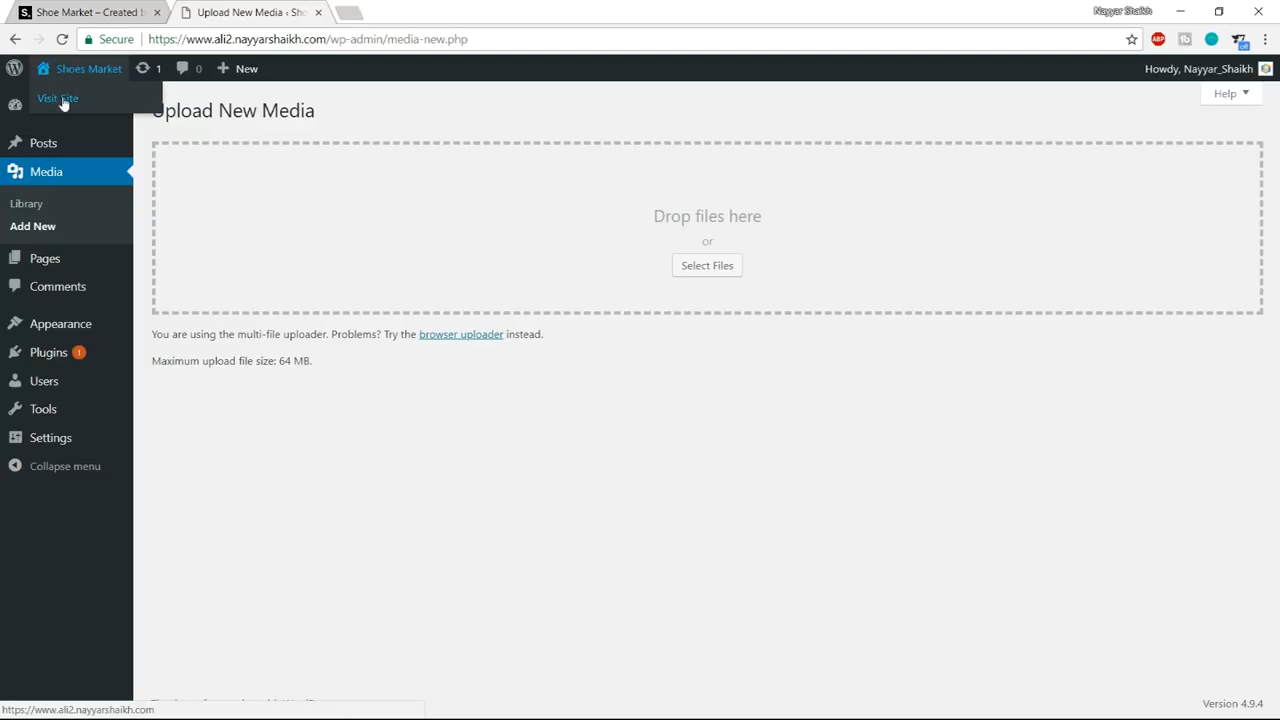 Shoe Market – Created b
Upload New Media ‹ Sho
Nayyar Shaikh
Secure
https://www.ali2.nayyarshaikh.com/wp-admin/media-new.php
ABP
off
Shoes Market
1
0
New
Howdy, Nayyar_Shaikh
Visit Site
Help
Upload New Media
Posts
Media
Library
Add New
Pages
Comments
Appearance
Plugins 1
Users
Tools
Settings
Collapse menu
Drop files here
or
Select Files
You are using the multi-file uploader. Problems? Try the browser uploader instead.
Maximum upload file size: 64 MB.
Version 4.9.4
https://www.ali2.nayyarshaikh.com